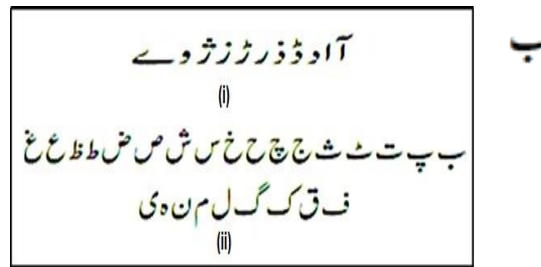 آ ا د ڈ ذ ر ڑ ز ژ و ے
(i)
ب پ ت ٹ ث ج چ ح خ س ش ص ض ط ظ ع غ
ف ق ک گ ل م ن ہ ی
(ii)
ب